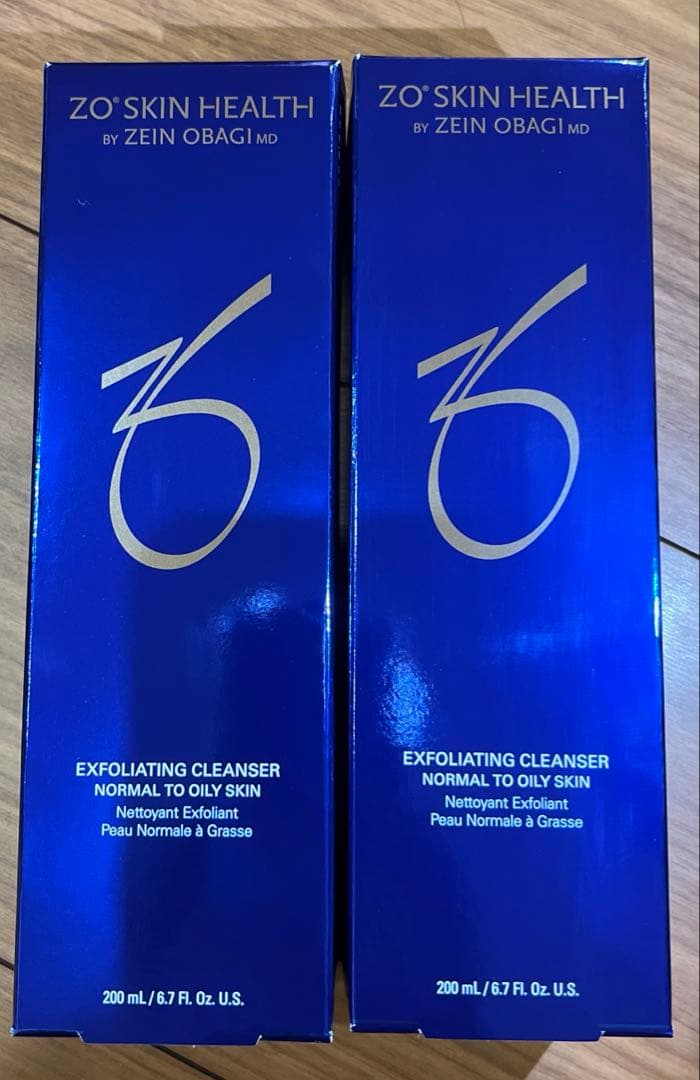 ZO® SKIN HEALTH
BY ZEIN OBAGI MD
EXFOLIATING CLEANSER
NORMAL TO OILY SKIN
Nettoyant Exfoliant
Peau Normale à Grasse
200 mL / 6.7 Fl. Oz. U.S.
ZO® SKIN HEALTH
BY ZEIN OBAGI MD
EXFOLIATING CLEANSER
NORMAL TO OILY SKIN
Nettoyant Exfoliant
Peau Normale à Grasse
200 mL / 6.7 Fl. Oz. U.S.